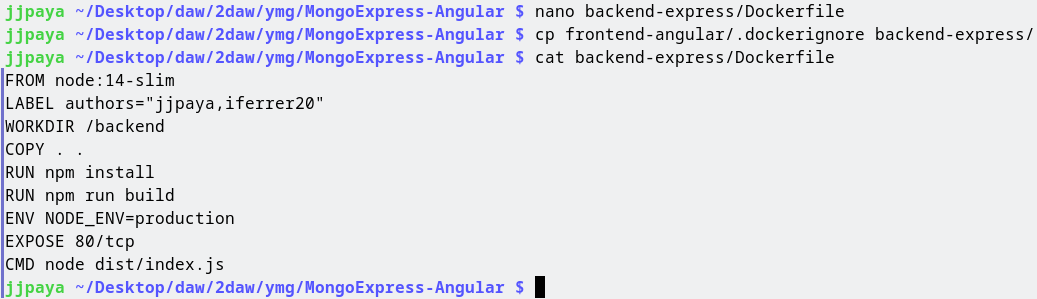 jjpaya ~/Desktop/daw/2daw/ymg/MongoExpress-Angular $ nano backend-express/Dockerfile
jjpaya ~/Desktop/daw/2daw/ymg/MongoExpress-Angular $ cp frontend-angular/.dockerignore backend-express/
jjpaya ~/Desktop/daw/2daw/ymg/MongoExpress-Angular $ cat backend-express/Dockerfile
FROM node:14-slim
LABEL authors="jjpaya,iferrer20"
WORKDIR /backend
COPY . .
RUN npm install
RUN npm run build
ENV NODE_ENV=production
EXPOSE 80/tcp
CMD node dist/index.js
jjpaya ~/Desktop/daw/2daw/ymg/MongoExpress-Angular $